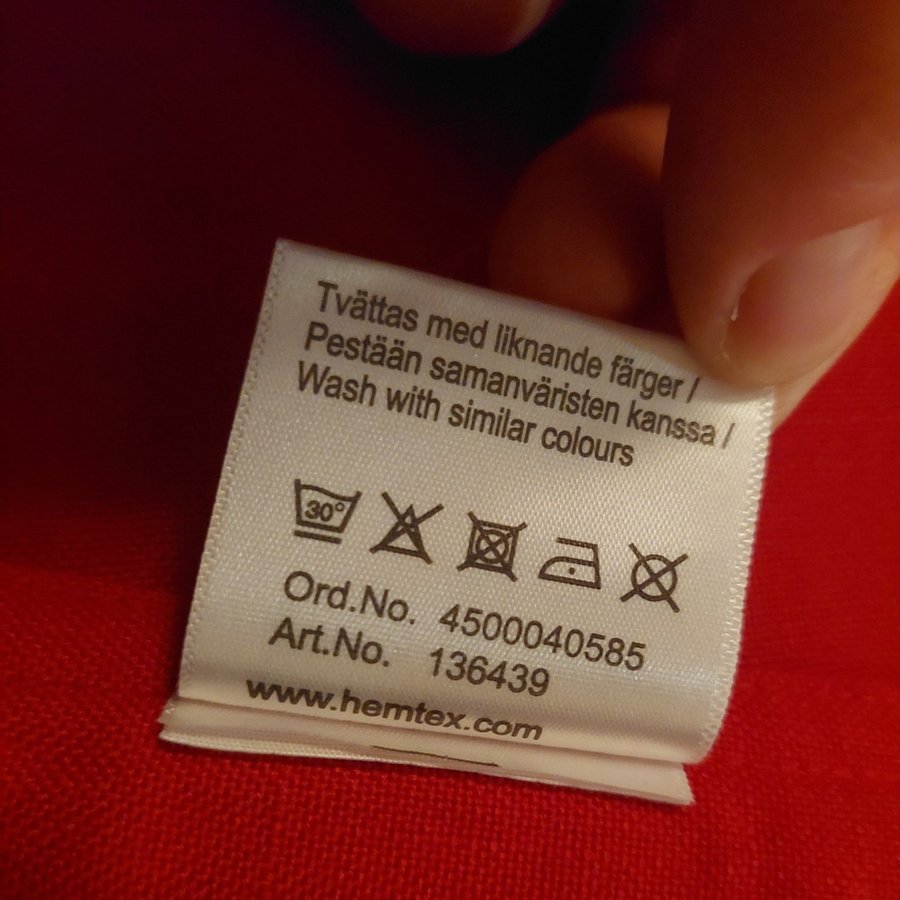 Tvättas med liknande färger /
Pestään samanväristen kanssa /
Wash with similar colours
30°
Ord.No. 4500040585
Art.No. 136439
www.hemtex.com